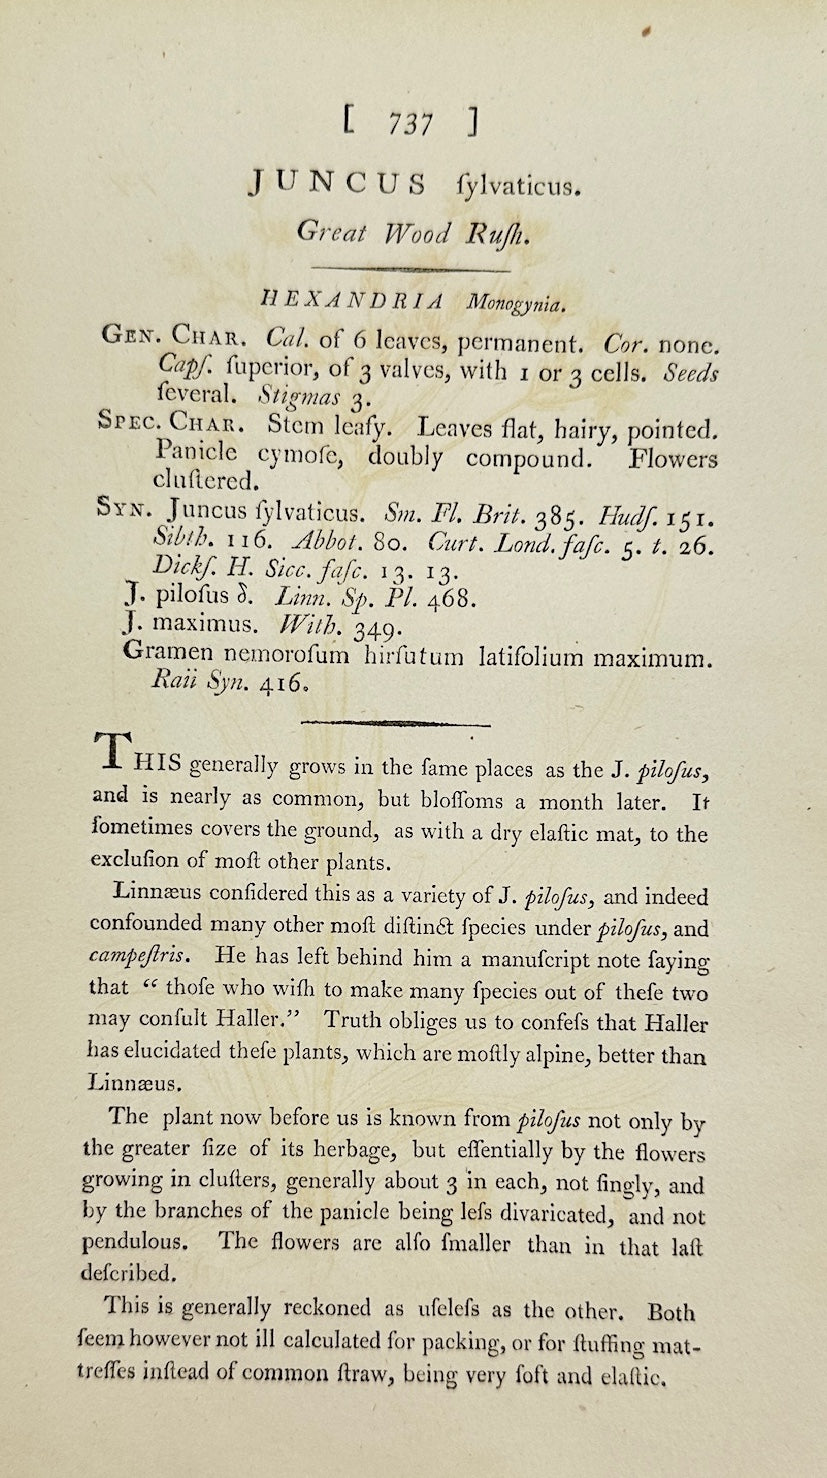 [ 737 ]
JUNCUS ſylvaticus.
Great Wood Ruſh.
HEXANDRIA Monogynia.
GEN. CHAR. Cal. of 6 leaves, permanent. Cor. none.
Capſ. ſuperior, of 3 valves, with 1 or 3 cells. Seeds
ſeveral. Stigmas 3.
SPEC. CHAR. Stem leafy. Leaves flat, hairy, pointed.
Panicle cymoſe, doubly compound. Flowers
cluſtered.
SYN. Juncus ſylvaticus. Sm. Fl. Brit. 385. Hudſ. 151.
Sibth. 116. Abbot. 80. Curt. Lond. faſc. 5. t. 26.
Dickſ. H. Sicc. faſc. 13. 13.
J. piloſus δ. Linn. Sp. Pl. 468.
J. maximus. With. 349.
Gramen nemoroſum hirſutum latifolium maximum.
Raii Syn. 416.
THIS generally grows in the ſame places as the J. piloſus,
and is nearly as common, but bloſſoms a month later. It
ſometimes covers the ground, as with a dry elaſtic mat, to the
excluſion of moſt other plants.
Linnæus conſidered this as a variety of J. piloſus, and indeed
confounded many other moſt diſtinct ſpecies under piloſus, and
campeſtris. He has left behind him a manuſcript note ſaying
that “ thoſe who wiſh to make many ſpecies out of theſe two
may conſult Haller.” Truth obliges us to confeſs that Haller
has elucidated theſe plants, which are moſtly alpine, better than
Linnæus.
The plant now before us is known from piloſus not only by
the greater ſize of its herbage, but eſſentially by the flowers
growing in cluſters, generally about 3 in each, not ſingly, and
by the branches of the panicle being leſs divaricated, and not
pendulous. The flowers are alſo ſmaller than in that laſt
deſcribed.
This is generally reckoned as uſeleſs as the other. Both
ſeem however not ill calculated for packing, or for ſtuffing mat-
treſſes inſtead of common ſtraw, being very ſoft and elaſtic.